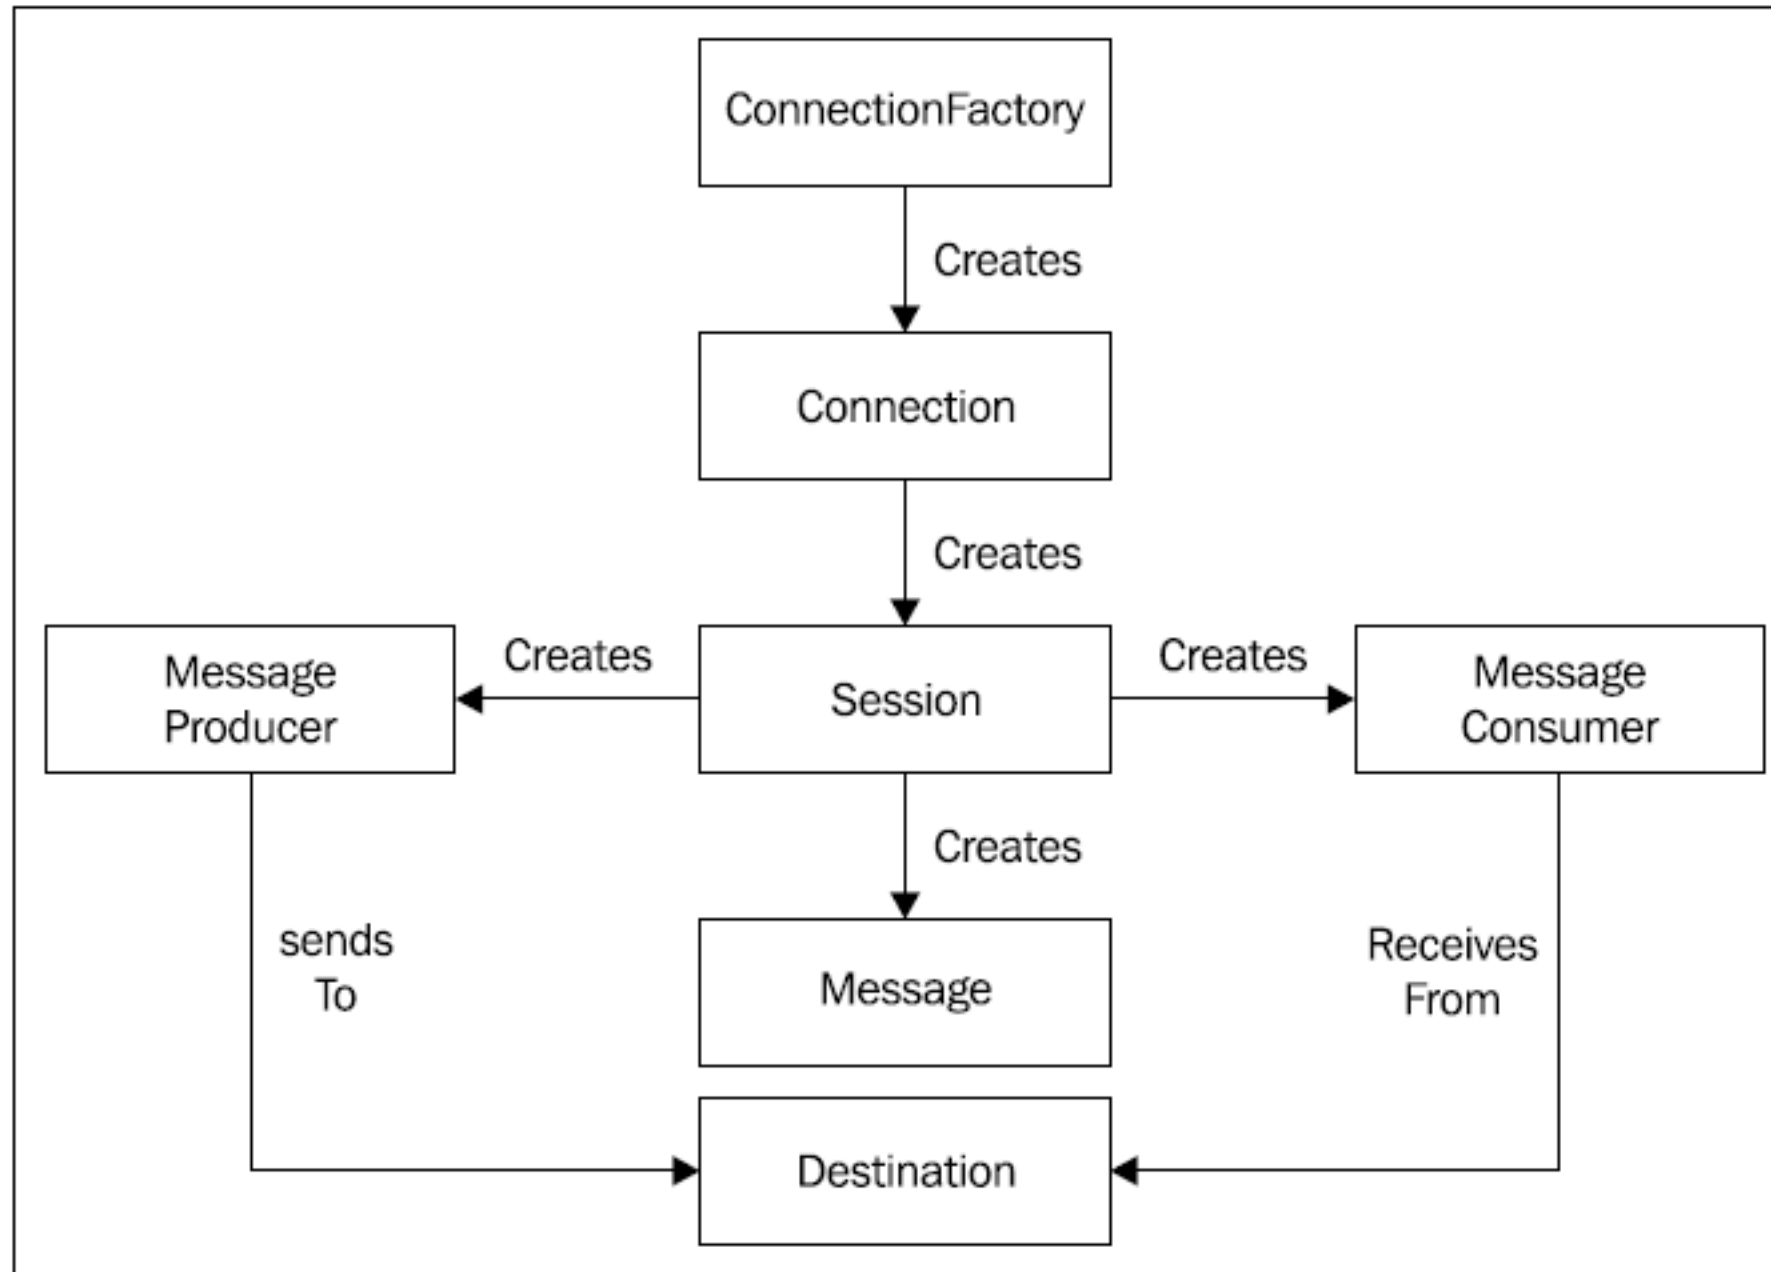 ConnectionFactory
Creates
Connection
Creates
Message
Producer
Creates
Session
Creates
Message
Consumer
Creates
sends
To
Message
Receives
From
Destination